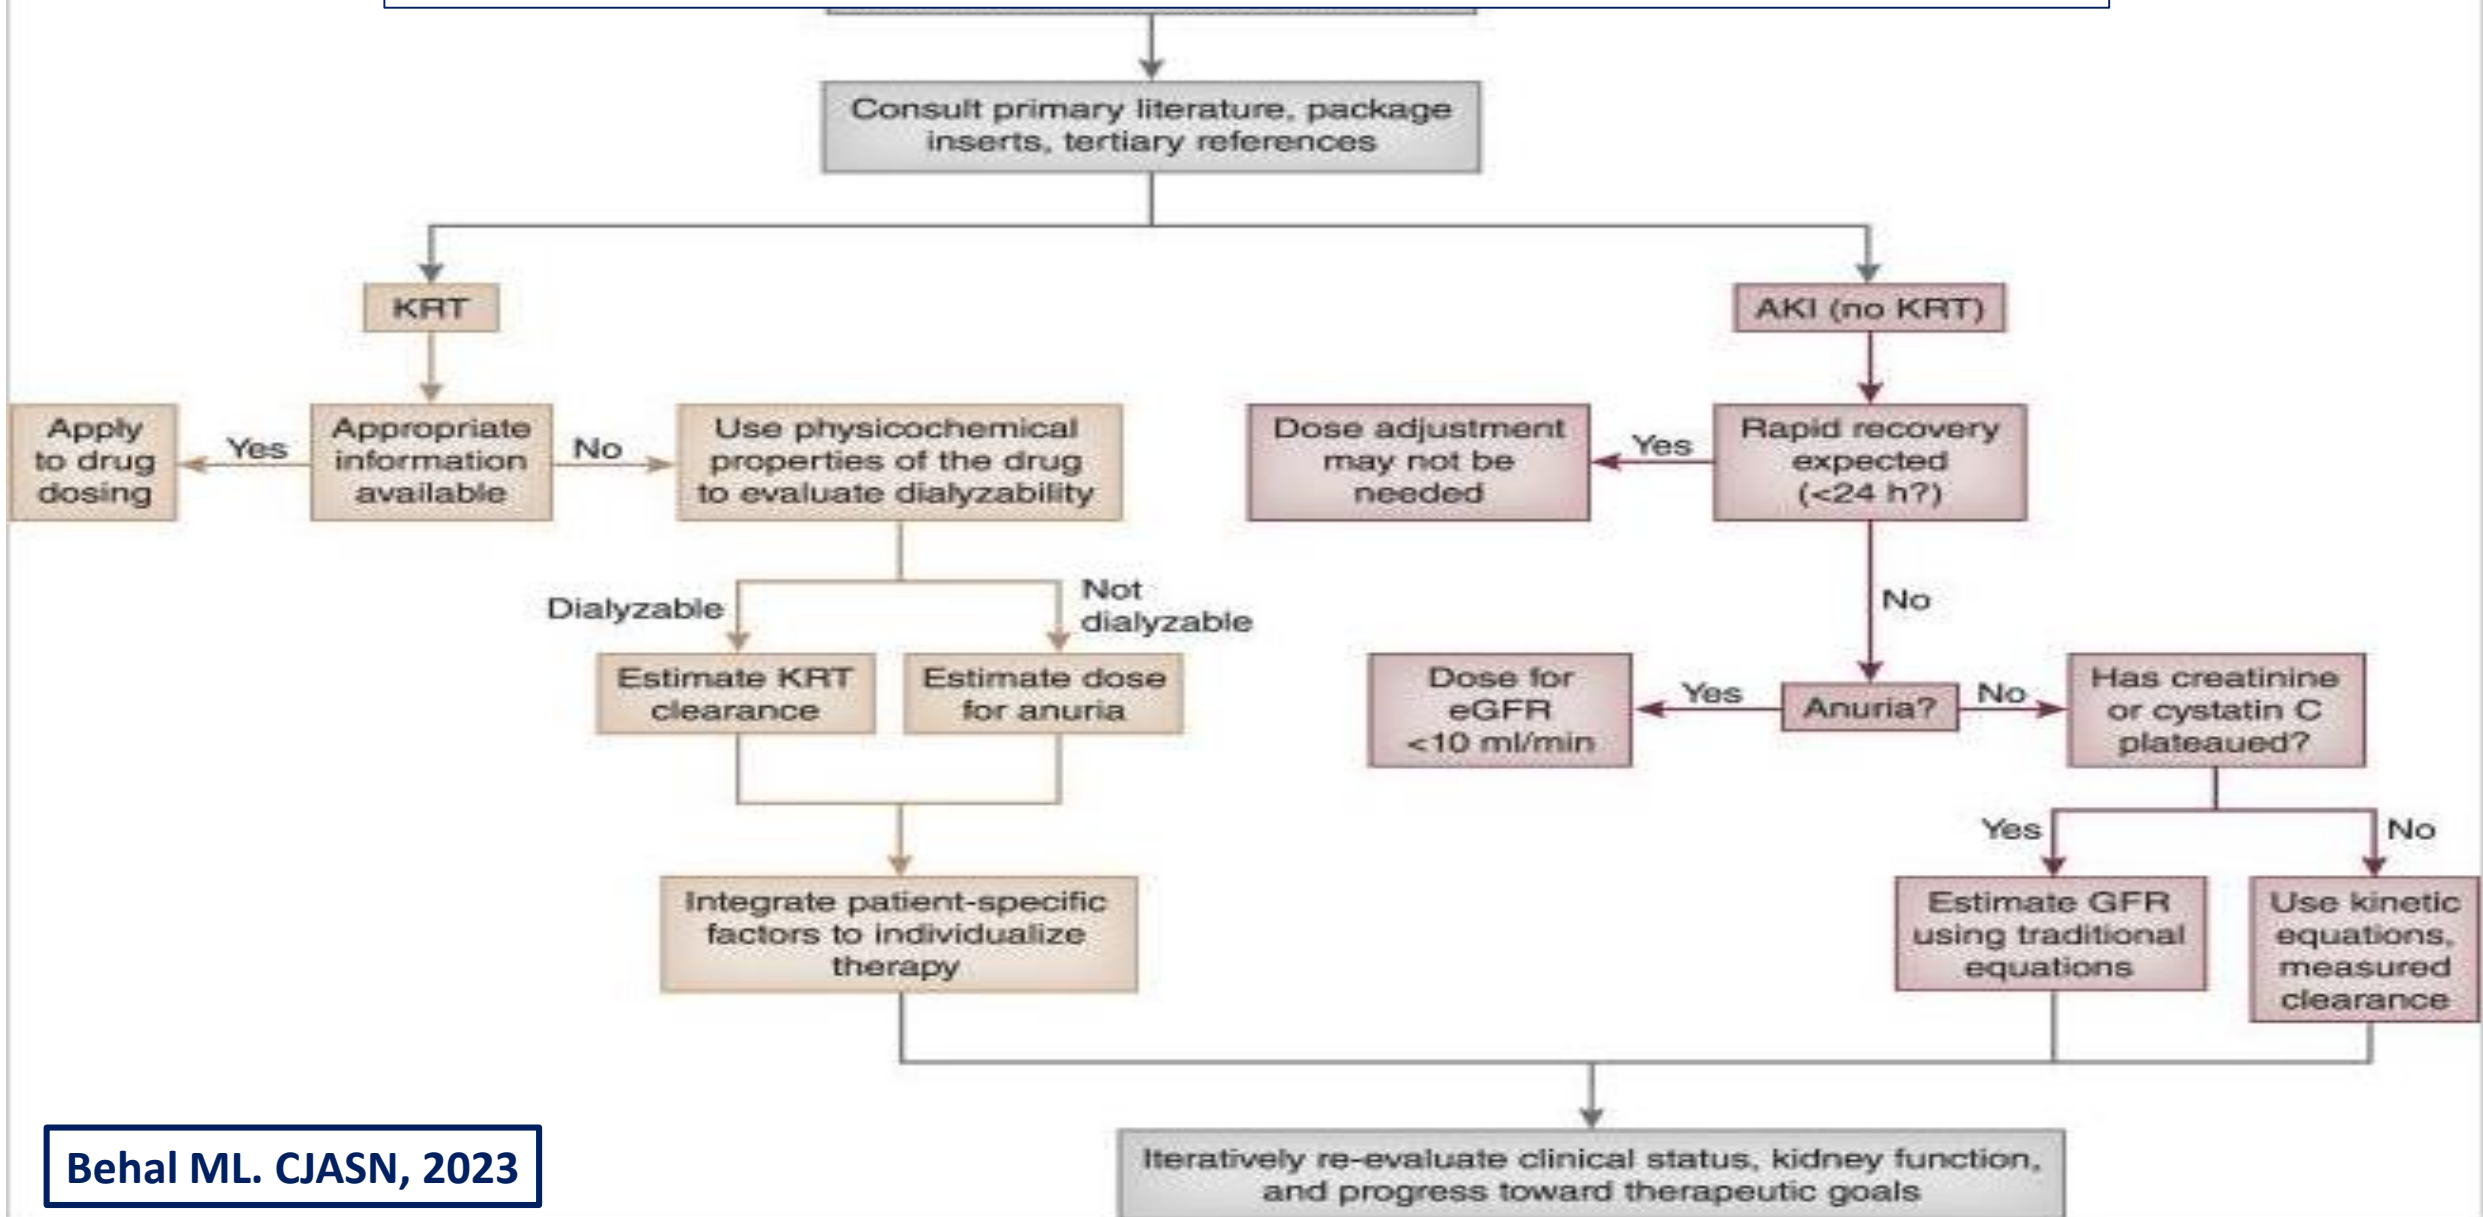 Consult primary literature, package
inserts, tertiary references
KRT
AKI (no KRT)
Apply
to drug
dosing
Yes
Appropriate
information
available
No
Use physicochemical
properties of the drug
to evaluate dialyzability
Dose adjustment
may not be
needed
Yes
Rapid recovery
expected
(<24 h?)
Dialyzable
Not
dialyzable
No
Estimate KRT
clearance
Estimate dose
for anuria
Dose for
eGFR
<10 ml/min
Yes
Anuria?
No
Has creatinine
or cystatin C
plateaued?
Yes
No
Integrate patient-specific
factors to individualize
therapy
Estimate GFR
using traditional
equations
Use kinetic
equations,
measured
clearance
Behal ML. CJASN, 2023
Iteratively re-evaluate clinical status, kidney function,
and progress toward therapeutic goals